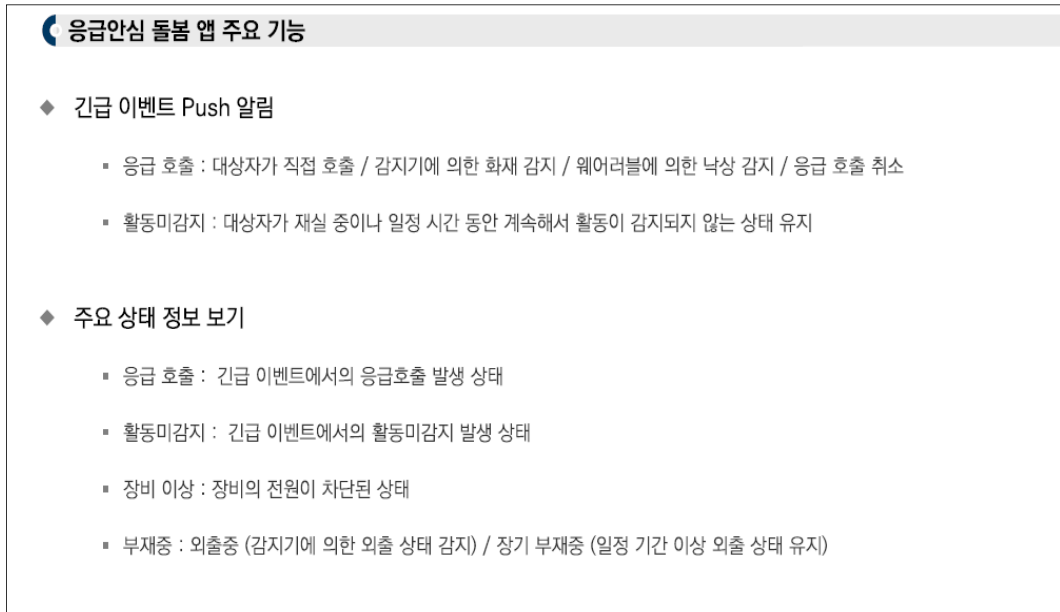 응급안심 돌봄 앱 주요 기능
◆ 긴급 이벤트 Push 알림
▪ 응급 호출 : 대상자가 직접 호출 / 감지기에 의한 화재 감지 / 웨어러블에 의한 낙상 감지 / 응급 호출 취소
▪ 활동미감지 : 대상자가 재실 중이나 일정 시간 동안 계속해서 활동이 감지되지 않는 상태 유지
◆ 주요 상태 정보 보기
▪ 응급 호출 : 긴급 이벤트에서의 응급호출 발생 상태
▪ 활동미감지 : 긴급 이벤트에서의 활동미감지 발생 상태
▪ 장비 이상 : 장비의 전원이 차단된 상태
▪ 부재중 : 외출중 (감지기에 의한 외출 상태 감지) / 장기 부재중 (일정 기간 이상 외출 상태 유지)